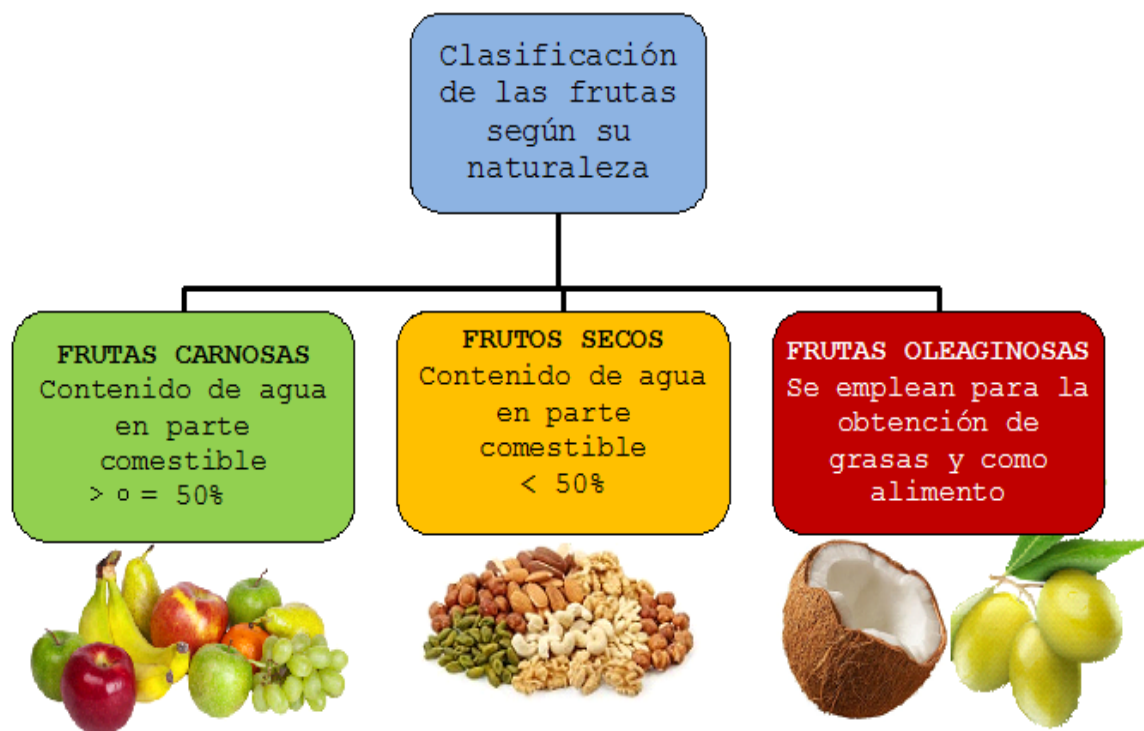 Clasificación
de las frutas
según su
naturaleza
FRUTAS CARNOSAS
Contenido de agua
en parte
comestible
> o = 50%
FRUTOS SECOS
Contenido de agua
en parte
comestible
< 50%
FRUTAS OLEAGINOSAS
Se emplean para la
obtención de
grasas y como
alimento